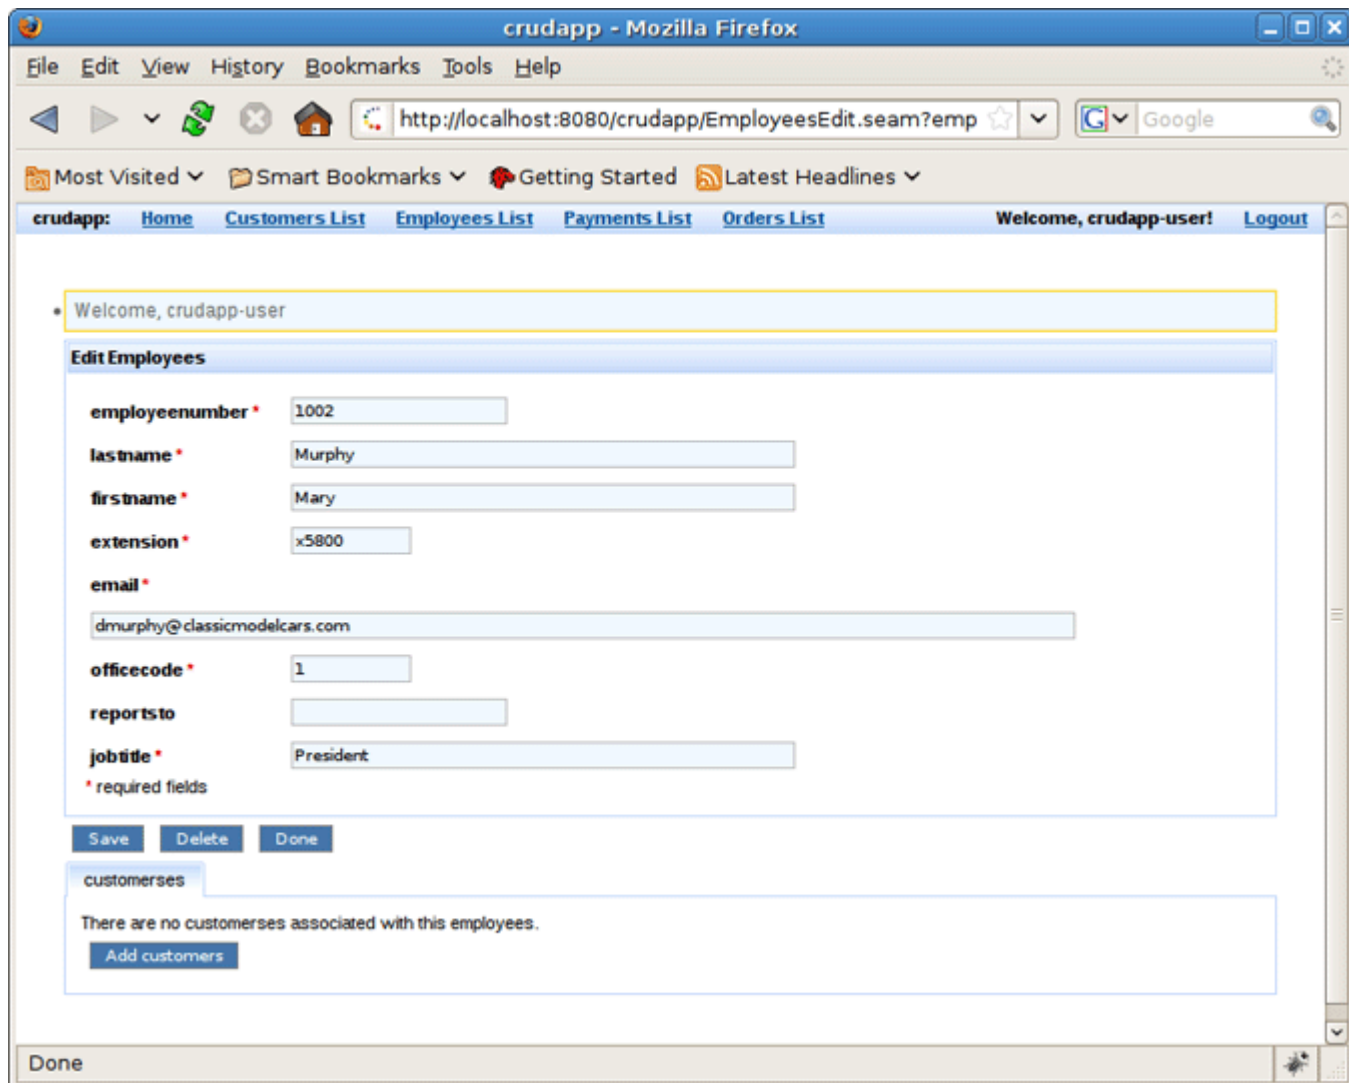 crudapp - Mozilla Firefox
File Edit View History Bookmarks Tools Help
http://localhost:8080/crudapp/EmployeesEdit.seam?emp G Google
Most Visited Smart Bookmarks Getting Started Latest Headlines
crudapp: Home Customers List Employees List Payments List Orders List Welcome, crudapp-user! Logout
• Welcome, crudapp-user
Edit Employees
employeenumber * 1002
lastname * Murphy
firstname * Mary
extension * x5800
email *
dmurphy@classicmodelcars.com
officecode * 1
reportsto
jobtitle * President
* required fields
Save Delete Done
customerses
There are no customerses associated with this employees.
Add customers
Done